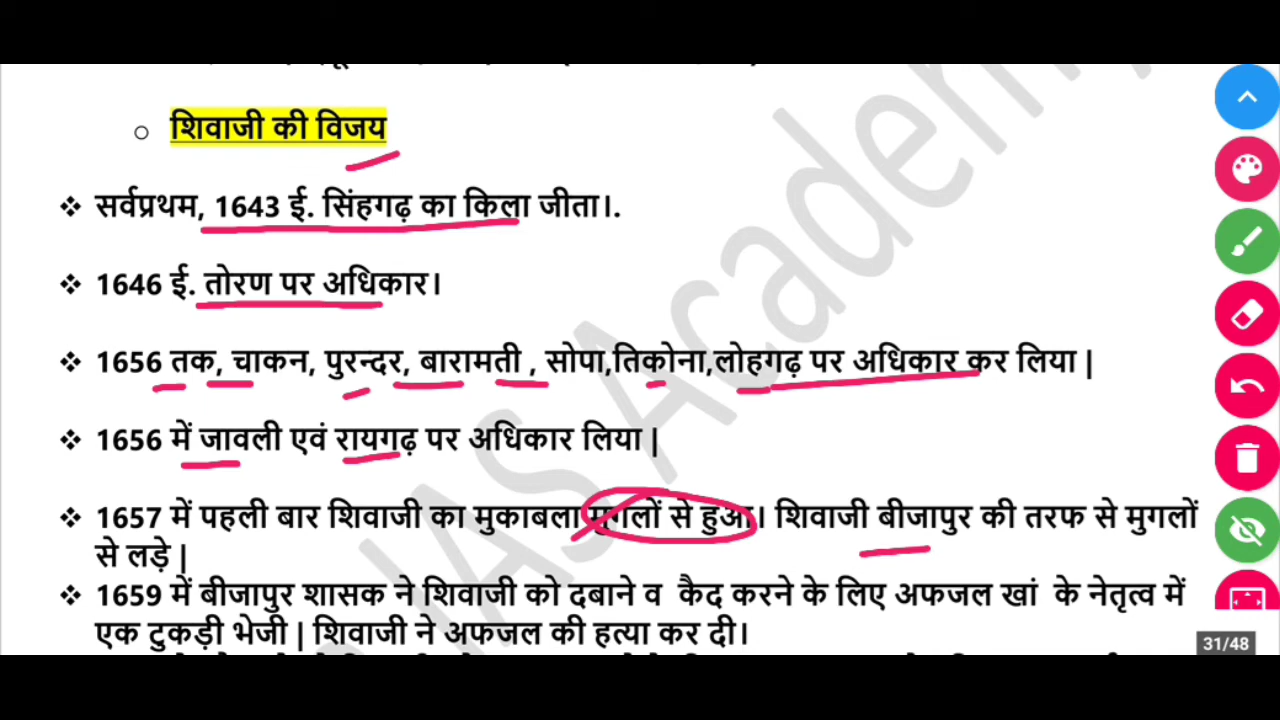 शिवाजी की विजय
सर्वप्रथम, 1643 ई. सिंहगढ़ का किला जीता।.
1646 ई. तोरण पर अधिकार।
1656 तक, चाकन, पुरन्दर, बारामती , सोपा,तिकोना,लोहगढ़ पर अधिकार कर लिया |
1656 में जावली एवं रायगढ़ पर अधिकार लिया |
1657 में पहली बार शिवाजी का मुकाबला मुगलों से हुआ। शिवाजी बीजापुर की तरफ से मुगलों
से लड़े |
1659 में बीजापुर शासक ने शिवाजी को दबाने व कैद करने के लिए अफजल खां के नेतृत्व में
एक टुकड़ी भेजी | शिवाजी ने अफजल की हत्या कर दी।
IAS Academy
31/48